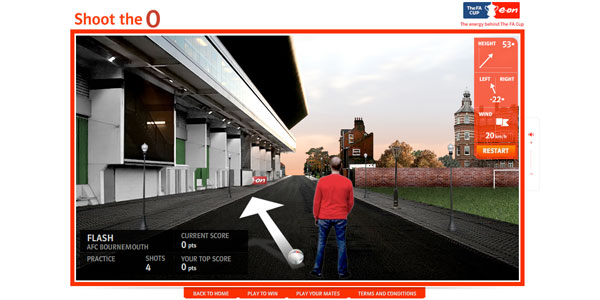 Shoot the O
The FA CUP e.on
The energy behind The FA Cup
HEIGHT 53+
LEFT RIGHT
-22+
WIND
20 km/h
RESTART
e.on
FLASH
AFC BOURNEMOUTH
PRACTICE SHOTS
4
CURRENT SCORE
0 pts
YOUR TOP SCORE
0 pts
BACK TO HOME PLAY TO WIN PLAY YOUR MATES TERMS AND CONDITIONS